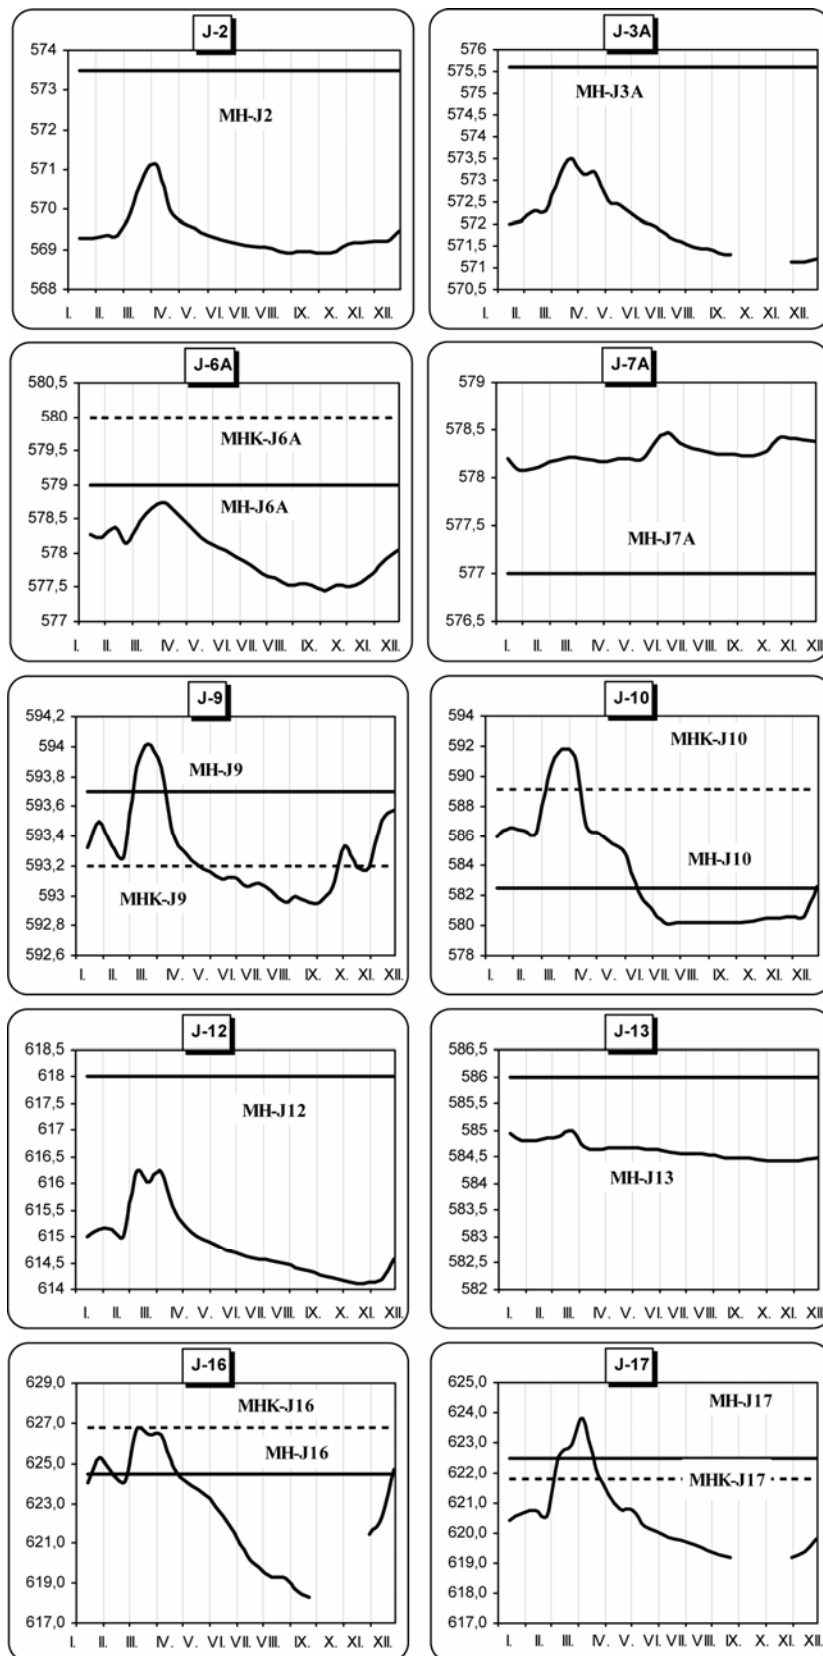 J-2
574
573
572
571
570
569
568
MH-J2
I. II. III. IV. V. VI. VII. VIII. IX. X. XI. XII.
J-3A
576
575,5
575
574,5
574
573,5
573
572,5
572
571,5
571
570,5
MH-J3A
I. II. III. IV. V. VI. VII. VIII. IX. X. XI. XII.
J-6A
580,5
580
579,5
579
578,5
578
577,5
577
MHK-J6A
MH-J6A
I. II. III. IV. V. VI. VII. VIII. IX. X. XI. XII.
J-7A
579
578,5
578
577,5
577
576,5
MH-J7A
I. II. III. IV. V. VI. VII. VIII. IX. X. XI. XII.
J-9
594,2
594
593,8
593,6
593,4
593,2
593
592,8
592,6
MH-J9
MHK-J9
I. II. III. IV. V. VI. VII. VIII. IX. X. XI. XII.
J-10
594
592
590
588
586
584
582
580
578
MHK-J10
MH-J10
I. II. III. IV. V. VI. VII. VIII. IX. X. XI. XII.
J-12
618,5
618
617,5
617
616,5
616
615,5
615
614,5
614
MH-J12
I. II. III. IV. V. VI. VII. VIII. IX. X. XI. XII.
J-13
586,5
586
585,5
585
584,5
584
583,5
583
582,5
582
MH-J13
I. II. III. IV. V. VI. VII. VIII. IX. X. XI. XII.
J-16
629,0
627,0
625,0
623,0
621,0
619,0
617,0
MHK-J16
MH-J16
I. II. III. IV. V. VI. VII. VIII. IX. X. XI. XII.
J-17
625,0
624,0
623,0
622,0
621,0
620,0
619,0
618,0
617,0
MH-J17
MHK-J17
I. II. III. IV. V. VI. VII. VIII. IX. X. XI. XII.